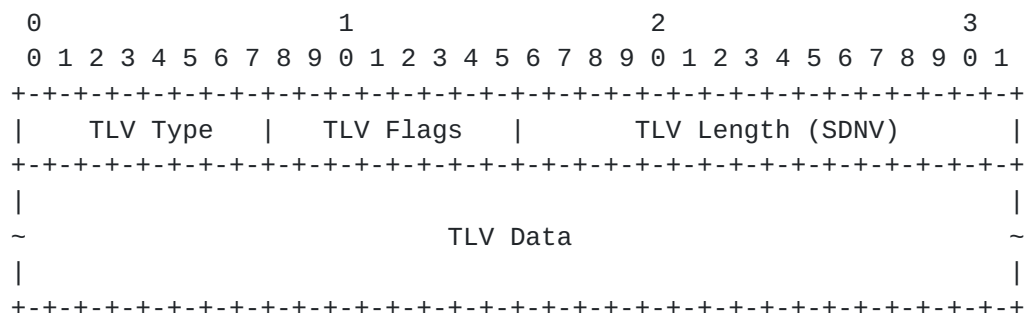 0                   1                   2                   3
 0 1 2 3 4 5 6 7 8 9 0 1 2 3 4 5 6 7 8 9 0 1 2 3 4 5 6 7 8 9 0 1
+-+-+-+-+-+-+-+-+-+-+-+-+-+-+-+-+-+-+-+-+-+-+-+-+-+-+-+-+-+-+-+-+
|    TLV Type   |   TLV Flags   |       TLV Length (SDNV)       |
+-+-+-+-+-+-+-+-+-+-+-+-+-+-+-+-+-+-+-+-+-+-+-+-+-+-+-+-+-+-+-+-+
|                                                               |
~                           TLV Data                            ~
|                                                               |
+-+-+-+-+-+-+-+-+-+-+-+-+-+-+-+-+-+-+-+-+-+-+-+-+-+-+-+-+-+-+-+-+